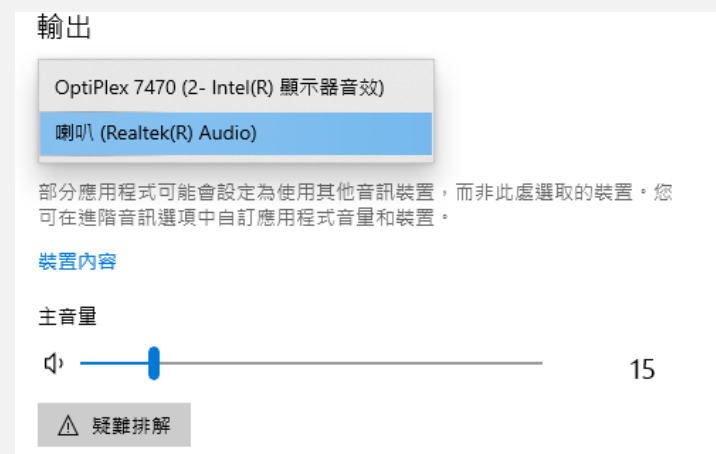 輸出
OptiPlex 7470 (2- Intel(R) 顯示器音效)
喇叭 (Realtek(R) Audio)
部分應用程式可能會設定為使用其他音訊裝置，而非此處選取的裝置。您
可在進階音訊選項中自訂應用程式音量和裝置。
裝置內容
主音量
15
疑難排解